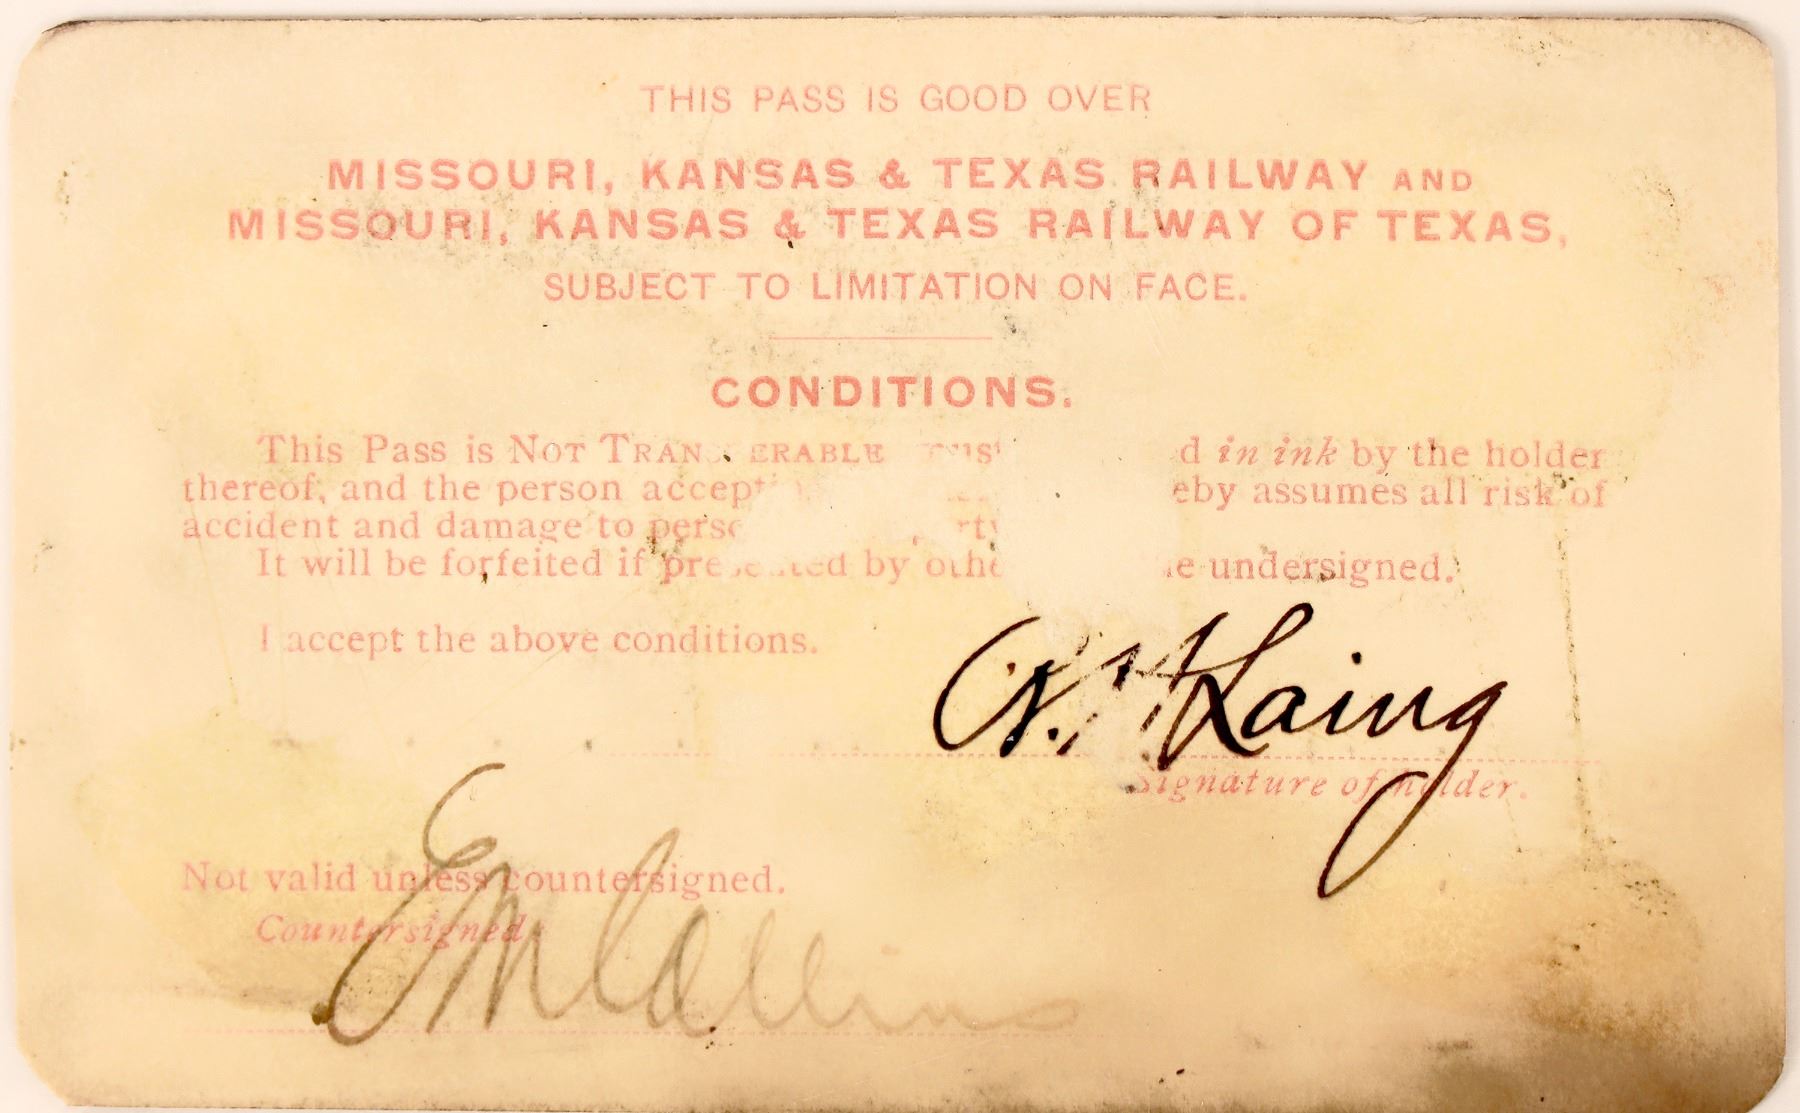 THIS PASS IS GOOD OVER
MISSOURI, KANSAS & TEXAS RAILWAY AND
MISSOURI, KANSAS & TEXAS RAILWAY OF TEXAS,
SUBJECT TO LIMITATION ON FACE.
CONDITIONS.
This Pass is NOT in ink by the holder
thereof, and the person assumes all risk of
accident and damage to
It will be forfeited if by undersigned.
I accept the above conditions.
Laing
Signature of holder.
Not valid unless countersigned.
Countersigned
E M Collins